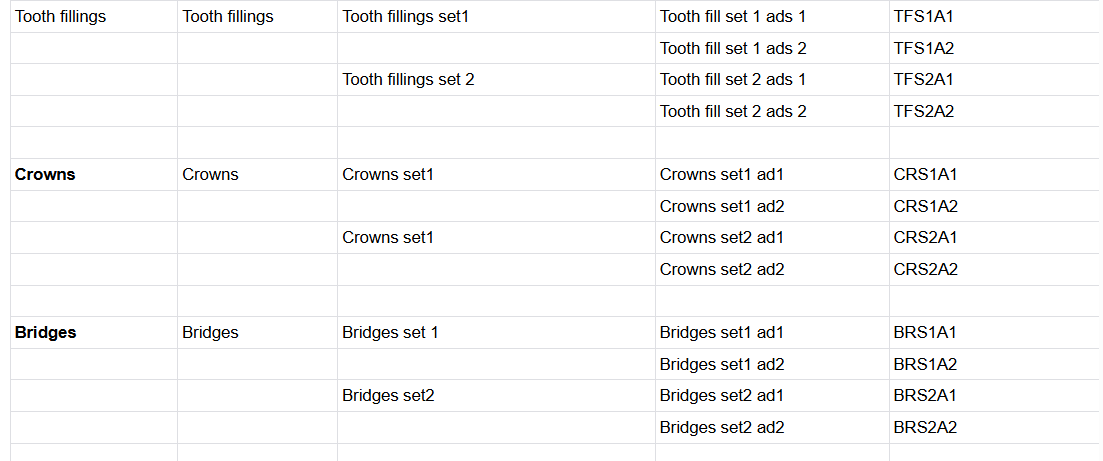 Tooth fillings Tooth fillings Tooth fillings set1 Tooth fill set 1 ads 1 TFS1A1
Tooth fill set 1 ads 2 TFS1A2
Tooth fillings set 2 Tooth fill set 2 ads 1 TFS2A1
Tooth fill set 2 ads 2 TFS2A2
Crowns Crowns Crowns set1 Crowns set1 ad1 CRS1A1
Crowns set1 ad2 CRS1A2
Crowns set1 Crowns set2 ad1 CRS2A1
Crowns set2 ad2 CRS2A2
Bridges Bridges Bridges set 1 Bridges set1 ad1 BRS1A1
Bridges set1 ad2 BRS1A2
Bridges set2 Bridges set2 ad1 BRS2A1
Bridges set2 ad2 BRS2A2